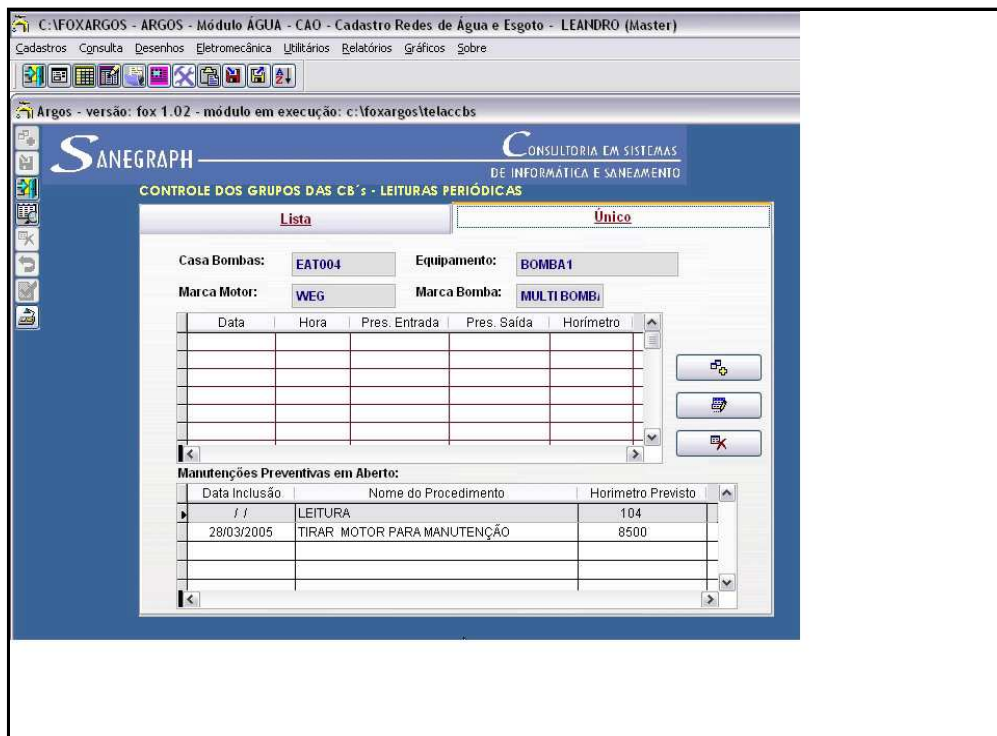 C:\FOXARGOS - ARGOS - Módulo ÁGUA - CAO - Cadastro Redes de Água e Esgoto - LEANDRO (Master)
Cadastros Consulta Desenhos Eletromecânica Utilitários Relatórios Gráficos Sobre
Argos - versão: fox 1.02 - módulo em execução: c:\foxargos\telaccbs
SANEGRAPH
CONSULTORIA EM SISTEMAS
DE INFORMÁTICA E SANEAMENTO
CONTROLE DOS GRUPOS DAS CB´s - LEITURAS PERIÓDICAS
Lista Único
Casa Bombas: EAT004 Equipamento: BOMBA1
Marca Motor: WEG Marca Bomba: MULTI BOMBA
Data Hora Pres. Entrada Pres. Saída Horímetro
Manutenções Preventivas em Aberto:
Data Inclusão Nome do Procedimento Horimetro Previsto
/ / LEITURA 104
28/03/2005 TIRAR MOTOR PARA MANUTENÇÃO 8500